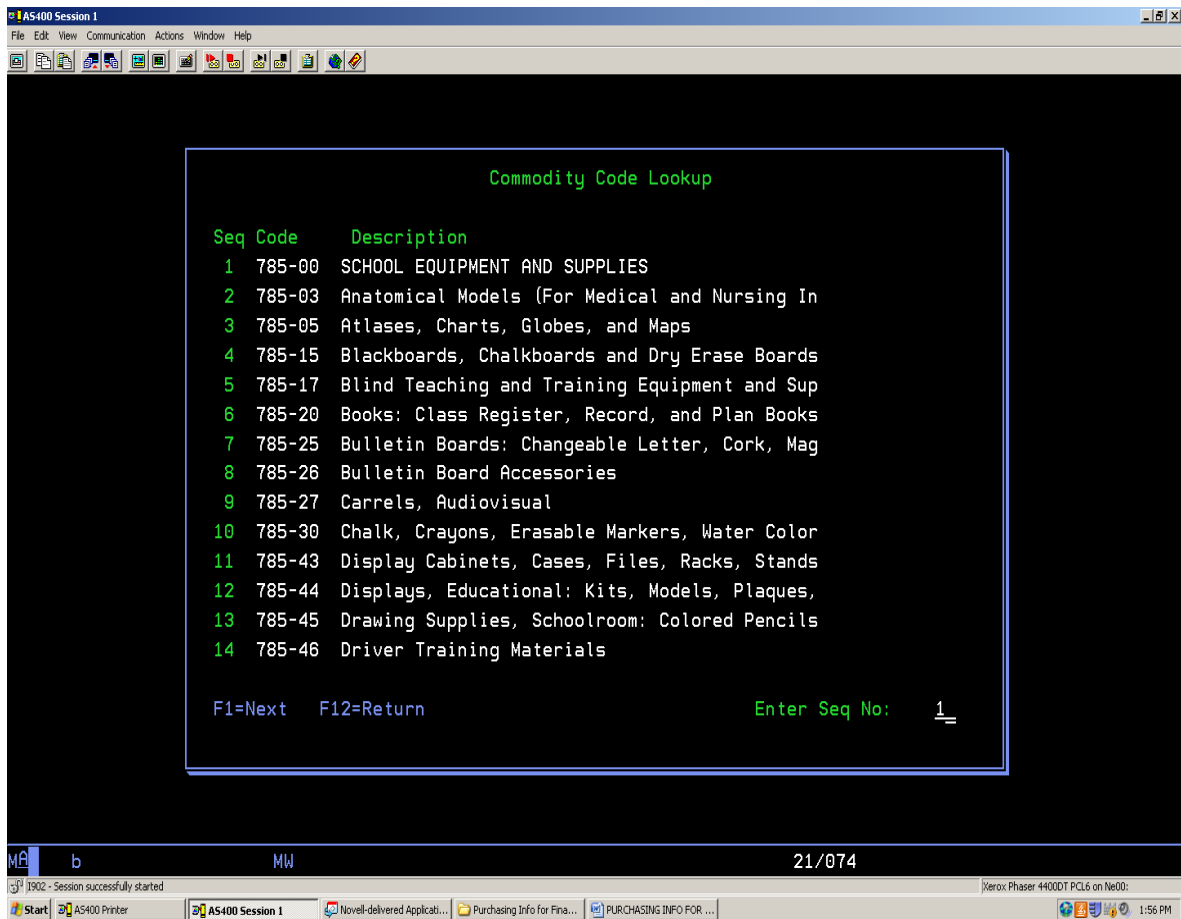 AS400 Session 1
File Edit View Communication Actions Window Help
Commodity Code Lookup
Seq Code Description
1 785-00 SCHOOL EQUIPMENT AND SUPPLIES
2 785-03 Anatomical Models (For Medical and Nursing In
3 785-05 Atlases, Charts, Globes, and Maps
4 785-15 Blackboards, Chalkboards and Dry Erase Boards
5 785-17 Blind Teaching and Training Equipment and Sup
6 785-20 Books: Class Register, Record, and Plan Books
7 785-25 Bulletin Boards: Changeable Letter, Cork, Mag
8 785-26 Bulletin Board Accessories
9 785-27 Carrels, Audiovisual
10 785-30 Chalk, Crayons, Erasable Markers, Water Color
11 785-43 Display Cabinets, Cases, Files, Racks, Stands
12 785-44 Displays, Educational: Kits, Models, Plaques,
13 785-45 Drawing Supplies, Schoolroom: Colored Pencils
14 785-46 Driver Training Materials
F1=Next F12=Return Enter Seq No: 1_
MA b MW 21/074
I902 - Session successfully started Xerox Phaser 4400DT PCL6 on Ne00:
Start AS400 Printer AS400 Session 1 Novell-delivered Applicati... Purchasing Info for Fina... PURCHASING INFO FOR ... 1:56 PM